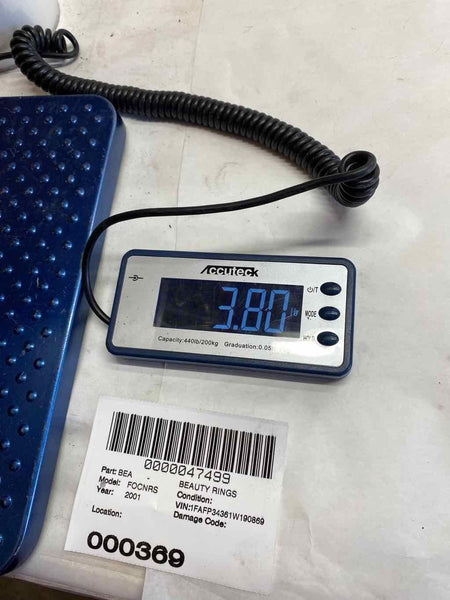 Accuteck
3.80 lb
⏻/T
MODE
Capacity:440lb/200kg Graduation:0.05
0000047499
Part: BEA BEAUTY RINGS
Model: FOCNRS Condition:
Year: 2001 VIN:1FAFP34361W190869
Location: Damage Code:
000369